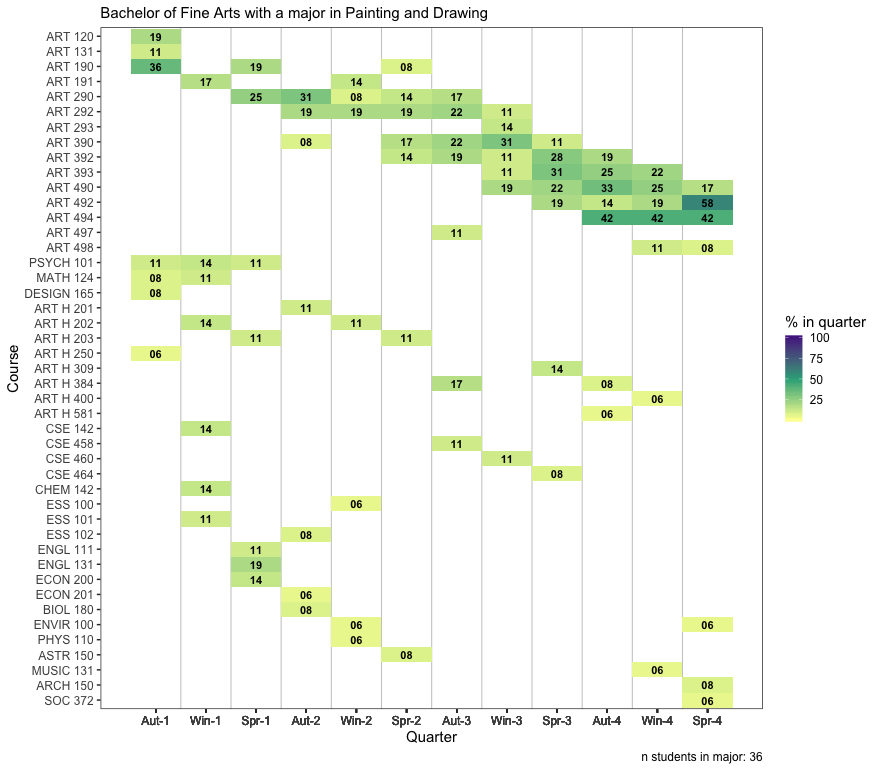 Bachelor of Fine Arts with a major in Painting and Drawing
ART 120 19
ART 131 11
ART 190 36 19 08
ART 191 17 14
ART 290 25 31 08 14 17
ART 292 19 19 19 22 11
ART 293 14
ART 390 08 17 22 31 11
ART 392 14 19 11 28 19
ART 393 11 31 25 22
ART 490 19 22 33 25 17
ART 492 19 14 19 58
ART 494 42 42 42
ART 497 11
ART 498 11 08
PSYCH 101 11 14 11
MATH 124 08 11
DESIGN 165 08
ART H 201 11
ART H 202 14 11
ART H 203 11 11
ART H 250 06
ART H 309 14
ART H 384 17 08
ART H 400 06
ART H 581 06
CSE 142 14
CSE 458 11
CSE 460 11
CSE 464 08
CHEM 142 14
ESS 100 06
ESS 101 11
ESS 102 08
ENGL 111 11
ENGL 131 19
ECON 200 14
ECON 201 06
BIOL 180 08
ENVIR 100 06 06
PHYS 110 06
ASTR 150 08
MUSIC 131 06
ARCH 150 08
SOC 372 06
Aut-1 Win-1 Spr-1 Aut-2 Win-2 Spr-2 Aut-3 Win-3 Spr-3 Aut-4 Win-4 Spr-4
Quarter
Course
% in quarter
100
75
50
25
n students in major: 36